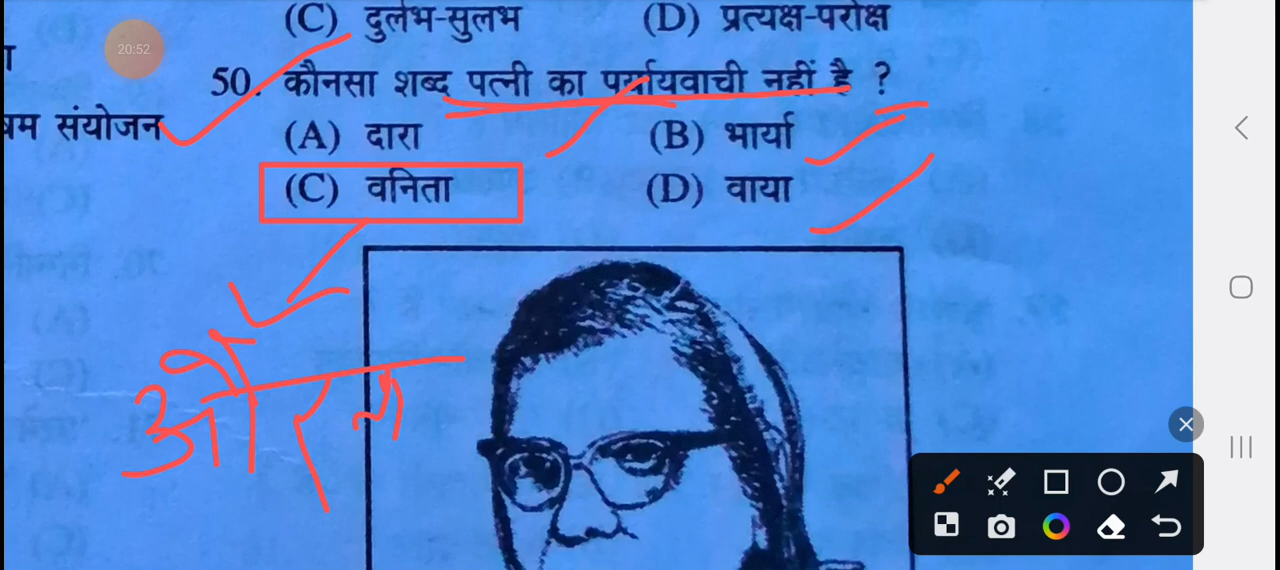 (C) दुर्लभ-सुलभ (D) प्रत्यक्ष-परोक्ष
20:52
50. कौनसा शब्द पत्नी का पर्यायवाची नहीं है ?
संयोजन
(A) दारा (B) भार्या
(C) वनिता (D) वाया
औरत